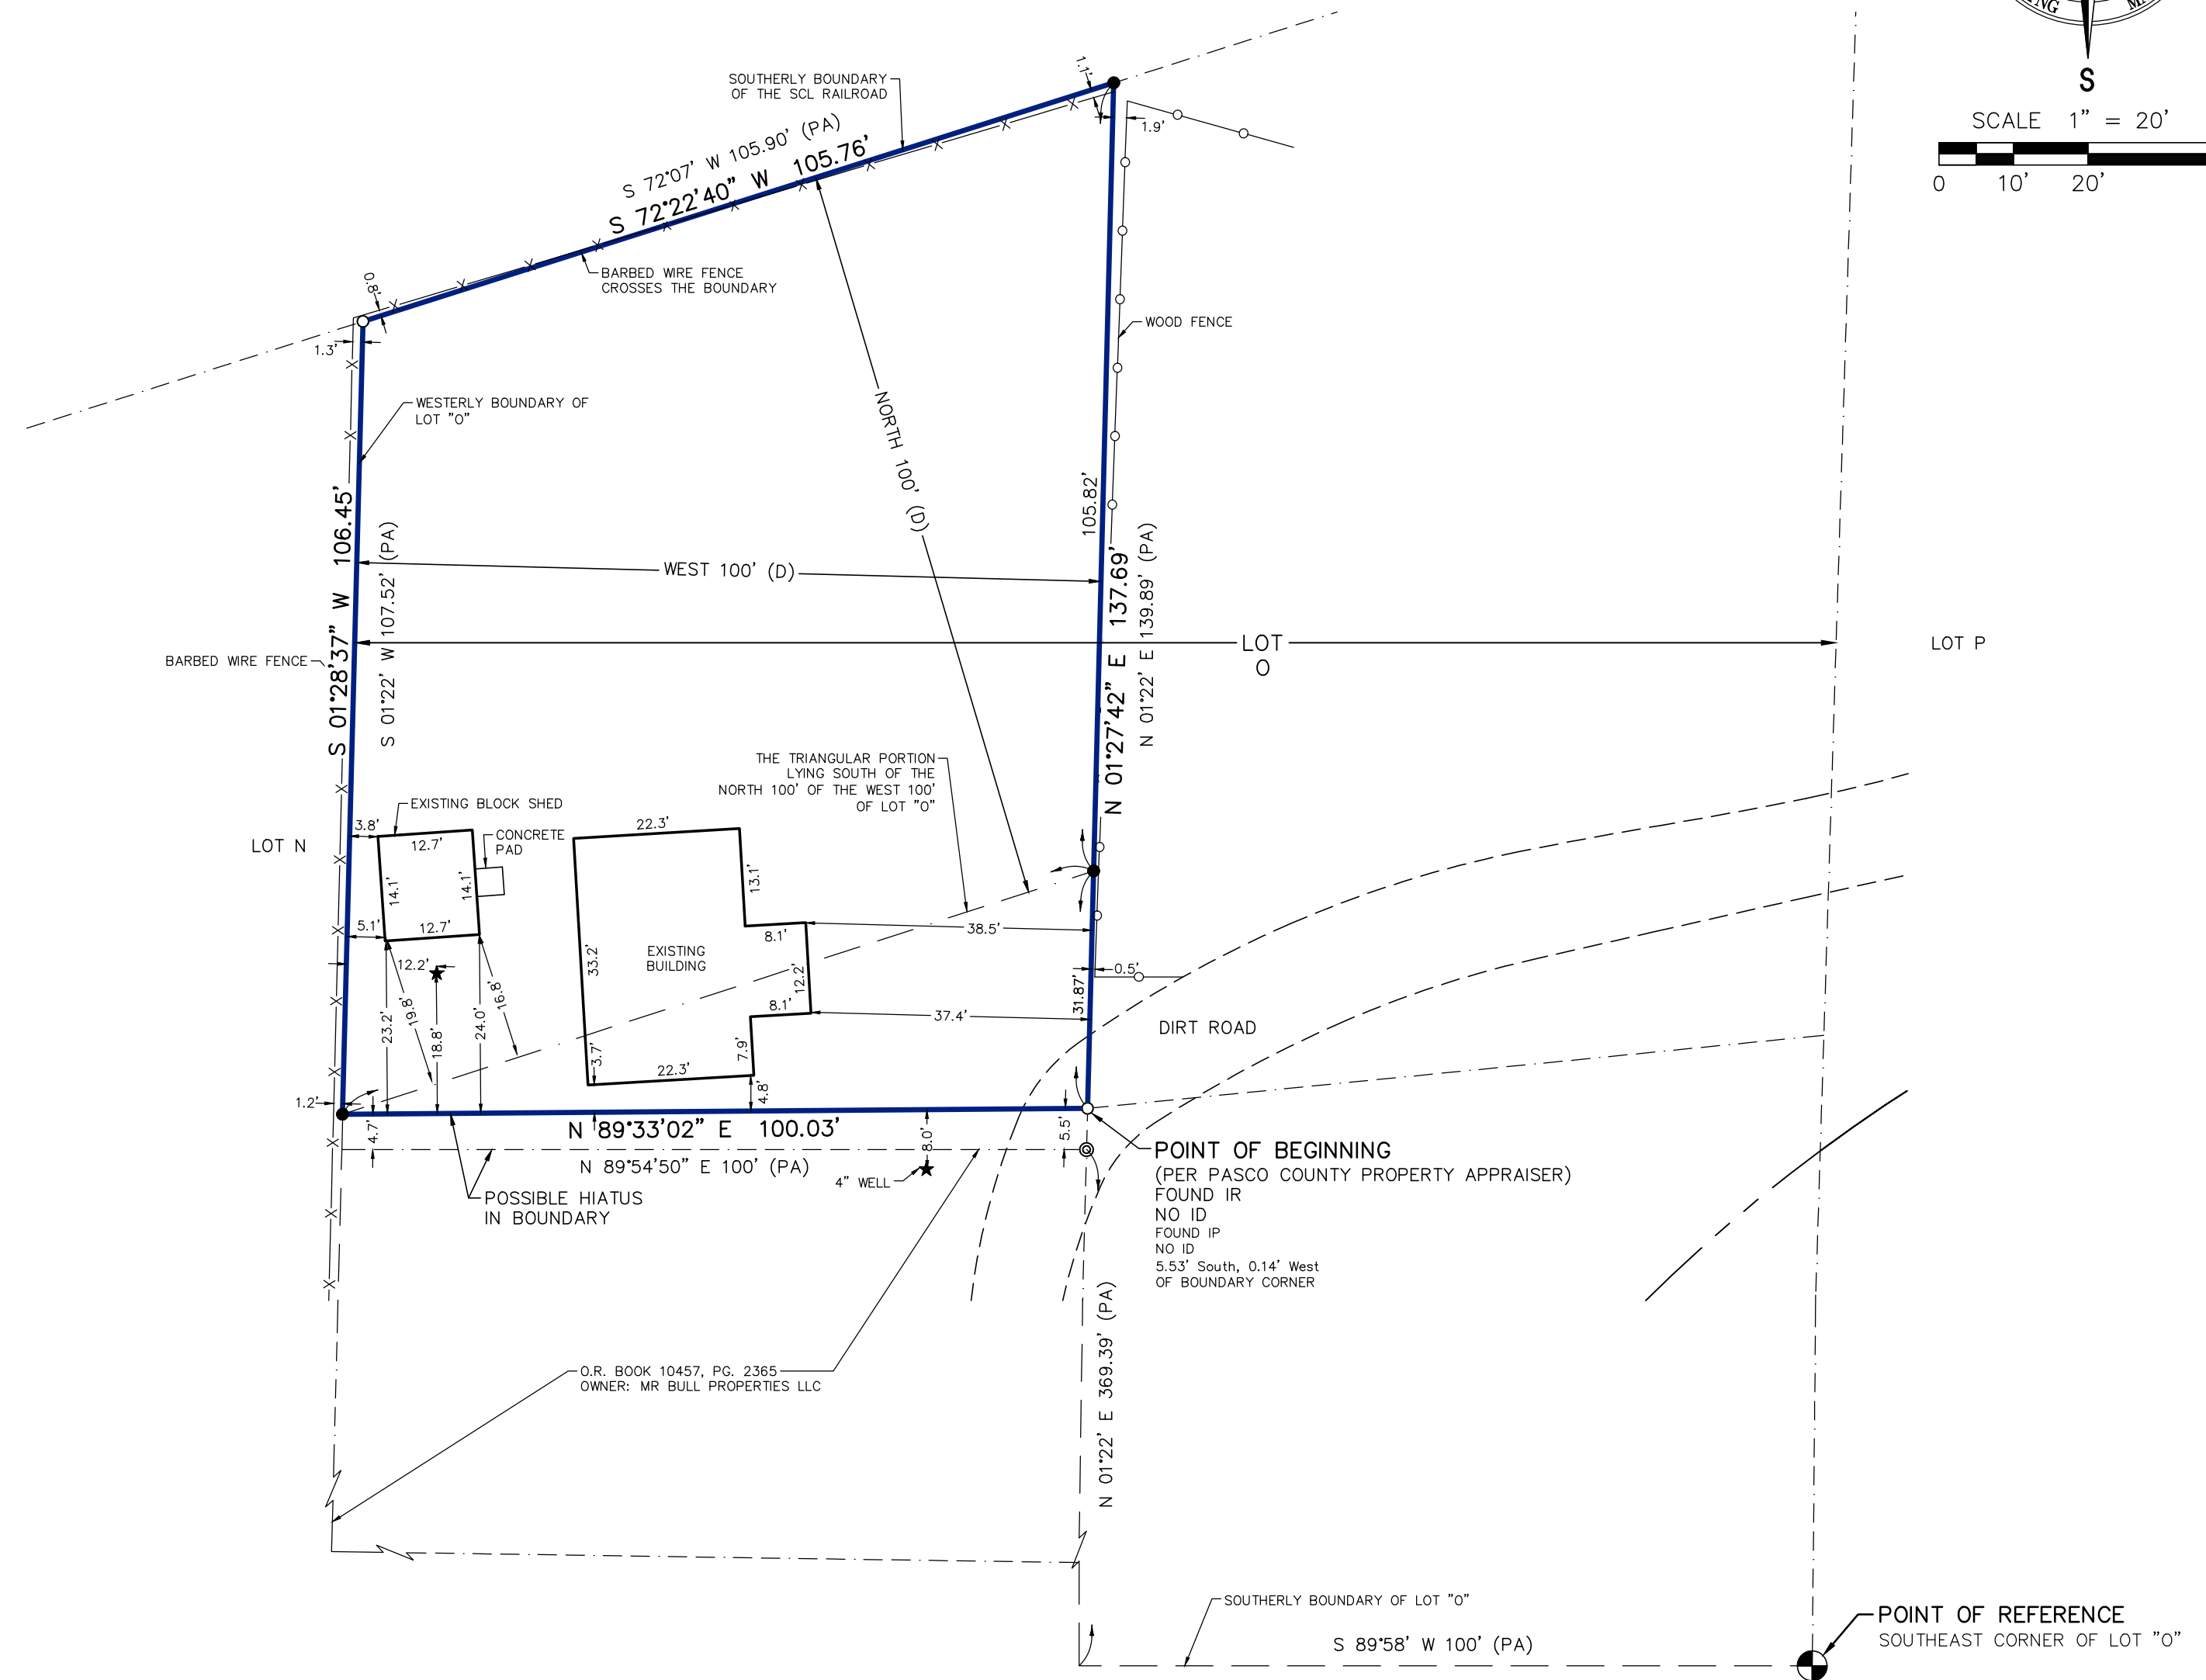 S
SCALE 1" = 20'
0 10' 20'
SOUTHERLY BOUNDARY
OF THE SCL RAILROAD
1.1'
1.9'
S 72°07' W 105.90' (PA)
S 72°22'40" W 105.76'
BARBED WIRE FENCE
CROSSES THE BOUNDARY
0.8'
1.3'
WOOD FENCE
WESTERLY BOUNDARY OF
LOT "O"
NORTH 100' (D)
105.82'
S 01°28'37" W 106.45'
S 01°22' W 107.52' (PA)
WEST 100' (D)
N 01°27'42" E 137.69'
N 01°22' E 139.89' (PA)
LOT
O
LOT P
BARBED WIRE FENCE
THE TRIANGULAR PORTION
LYING SOUTH OF THE
NORTH 100' OF THE WEST 100'
OF LOT "O"
EXISTING BLOCK SHED
CONCRETE
PAD
LOT N
3.8'
12.7'
14.1'
14.1'
12.7'
5.1'
22.3'
13.1'
8.1'
38.5'
33.2'
EXISTING
BUILDING
12.2'
8.1'
37.4'
7.9'
22.3'
3.7'
4.8'
12.2'
19.8'
16.8'
23.2'
18.8'
24.0'
0.5'
31.87'
DIRT ROAD
1.2'
4.7'
N 89°33'02" E 100.03'
N 89°54'50" E 100' (PA)
8.0'
5.5'
4" WELL
POSSIBLE HIATUS
IN BOUNDARY
POINT OF BEGINNING
(PER PASCO COUNTY PROPERTY APPRAISER)
FOUND IR
NO ID
FOUND IP
NO ID
5.53' South, 0.14' West
OF BOUNDARY CORNER
N 01°22' E 369.39' (PA)
O.R. BOOK 10457, PG. 2365
OWNER: MR BULL PROPERTIES LLC
SOUTHERLY BOUNDARY OF LOT "O"
S 89°58' W 100' (PA)
POINT OF REFERENCE
SOUTHEAST CORNER OF LOT "O"